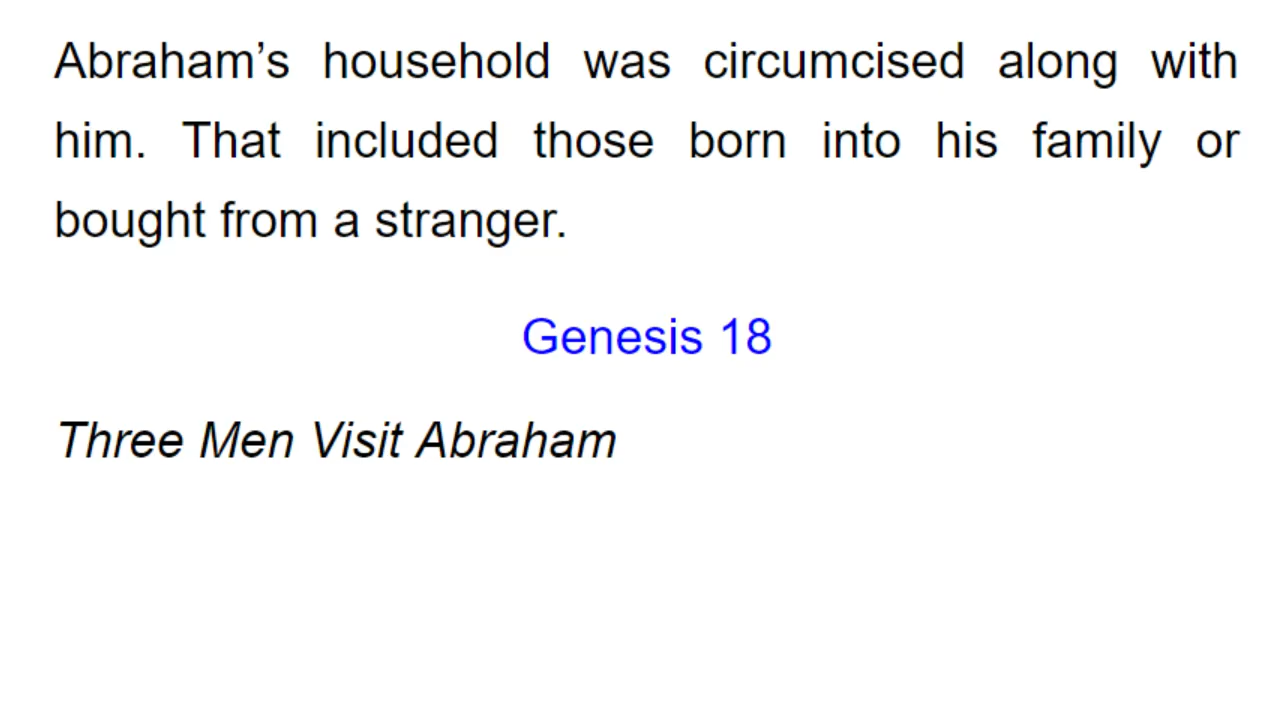 Abraham’s household was circumcised along with
him. That included those born into his family or
bought from a stranger.
Genesis 18
Three Men Visit Abraham